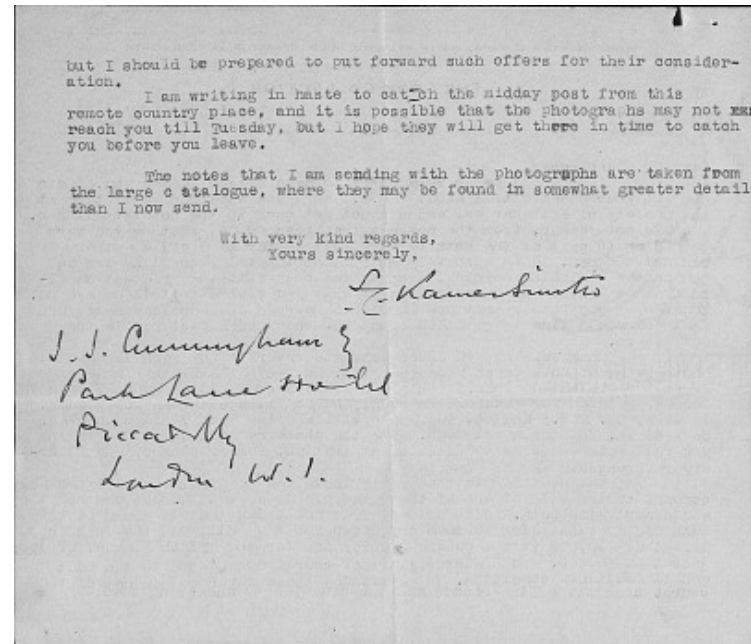 but I should be prepared to put forward such offers for their consider-
ation.
I am writing in haste to catch the midday post from this
remote country place, and it is possible that the photogra hs may not
reach you till Tuesday, but I hope they will get there in time to catch
you before you leave.
The notes that I am sending with the photographs are taken from
the large c atalogue, where they may be found in somewhat greater detail
than I now send.
With very kind regards,
Yours sincerely,
J. J. Cunningham
Park Lane Hotel
Piccadilly
London W.1.